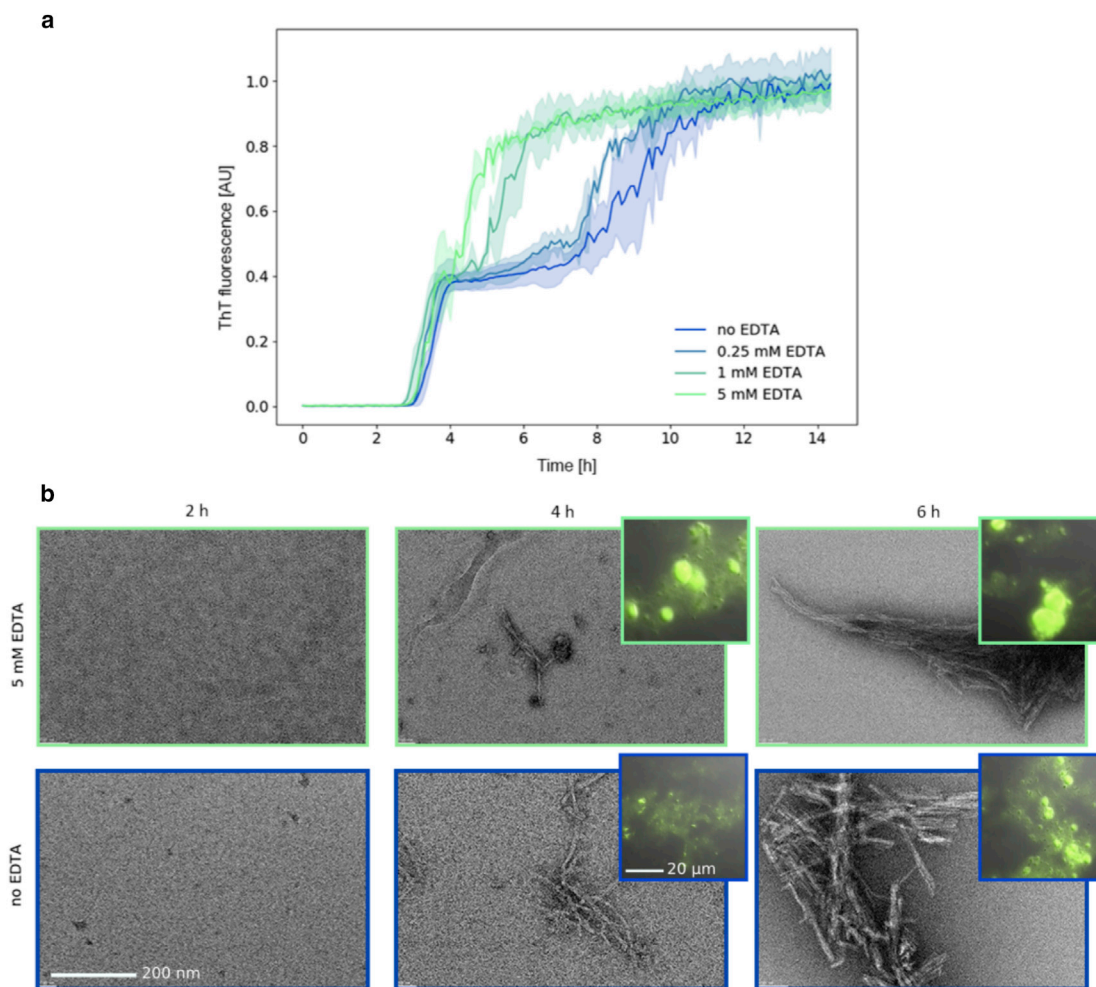 a
ThT fluorescence [AU]
1.0
0.8
0.6
0.4
0.2
0.0
no EDTA
0.25 mM EDTA
1 mM EDTA
5 mM EDTA
0 2 4 6 8 10 12 14
Time [h]
b
2 h 4 h 6 h
5 mM EDTA
no EDTA
20 µm
200 nm